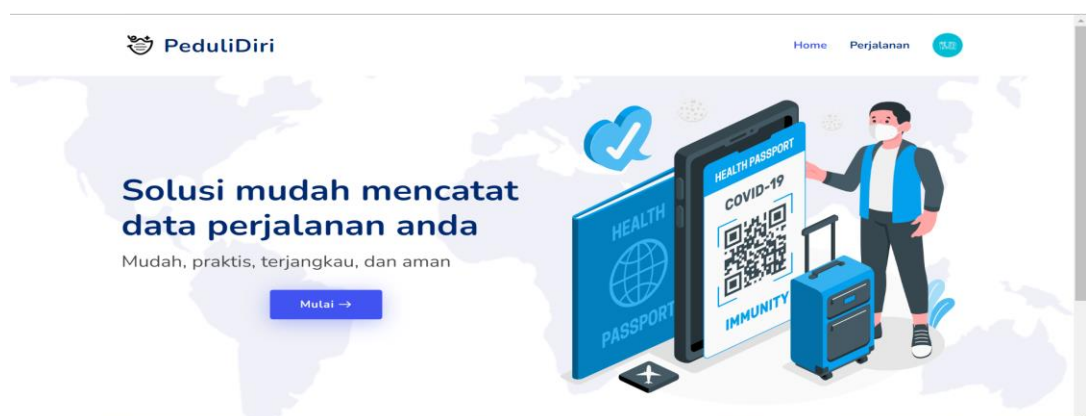 PeduliDiri
Home
Perjalanan
Solusi mudah mencatat
data perjalanan anda
Mudah, praktis, terjangkau, dan aman
Mulai →
HEALTH
PASSPORT
HEALTH PASSPORT
COVID-19
IMMUNITY